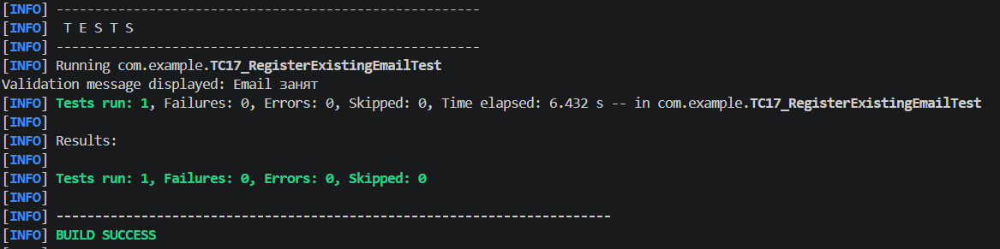 [INFO] -------------------------------------------------------
[INFO]  T E S T S
[INFO] -------------------------------------------------------
[INFO] Running com.example.TC17_RegisterExistingEmailTest
Validation message displayed: Email занят
[INFO] Tests run: 1, Failures: 0, Errors: 0, Skipped: 0, Time elapsed: 6.432 s -- in com.example.TC17_RegisterExistingEmailTest
[INFO]
[INFO] Results:
[INFO]
[INFO] Tests run: 1, Failures: 0, Errors: 0, Skipped: 0
[INFO]
[INFO] ------------------------------------------------------------------------
[INFO] BUILD SUCCESS